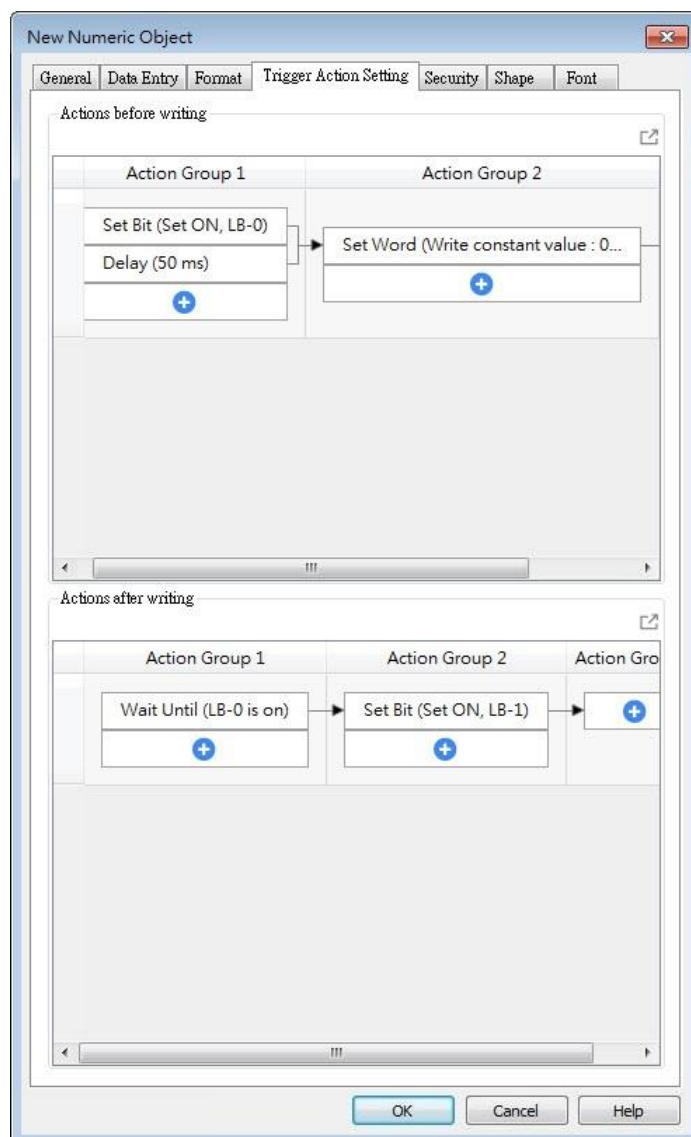 New Numeric Object
General Data Entry Format Trigger Action Setting Security Shape Font
Actions before writing
Action Group 1 Action Group 2
Set Bit (Set ON, LB-0)
Delay (50 ms)
Set Word (Write constant value : 0...
Actions after writing
Action Group 1 Action Group 2 Action Gro
Wait Until (LB-0 is on) Set Bit (Set ON, LB-1)
OK Cancel Help